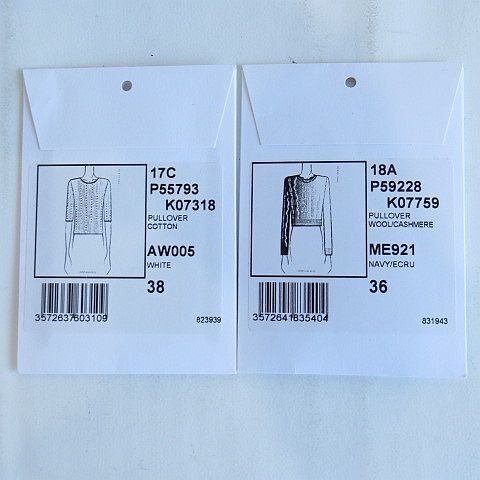 17C
P55793
K07318
PULLOVER
COTTON
AW005
WHITE
38
3572637603109
823939
18A
P59228
K07759
PULLOVER
WOOL/CASHMERE
ME921
NAVY/ECRU
36
3572641835404
831943